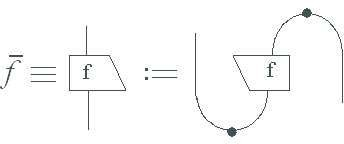 f̄ ≡ f := f